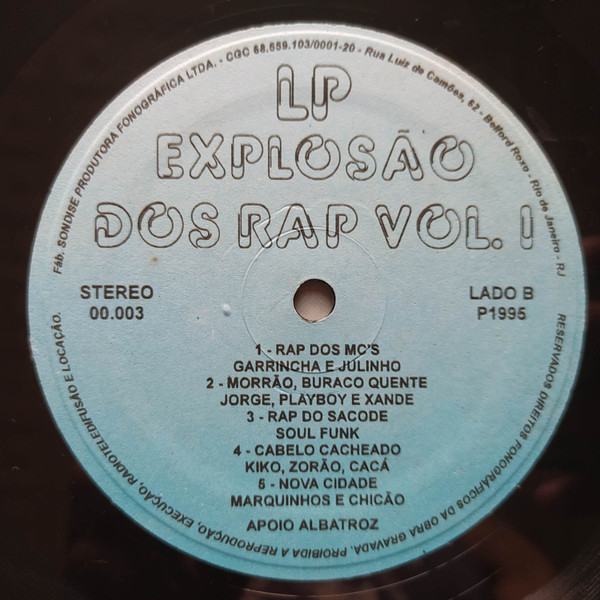 Fáb. SONDISE PRODUTORA FONOGRÁFICA LTDA. - CGC 68.559.103/0001-20 - Rua Luiz de Camões, 62 - Belford Roxo - Rio de Janeiro - RJ
LP
EXPLOSÃO
DOS RAP VOL. I
STEREO
00.003
LADO B
P1995
1 - RAP DOS MC'S
GARRINCHA E JULINHO
2 - MORRÃO, BURACO QUENTE
JORGE, PLAYBOY E XANDE
3 - RAP DO SACODE
SOUL FUNK
4 - CABELO CACHEADO
KIKO, ZORÃO, CACÁ
5 - NOVA CIDADE
MARQUINHOS E CHICÃO
APOIO ALBATROZ
RESERVADOS DIREITOS FONOGRÁFICOS DA OBRA GRAVADA. PROIBIDA A REPRODUÇÃO, EXECUÇÃO, RADIOTELEDIFUSÃO E LOCAÇÃO.